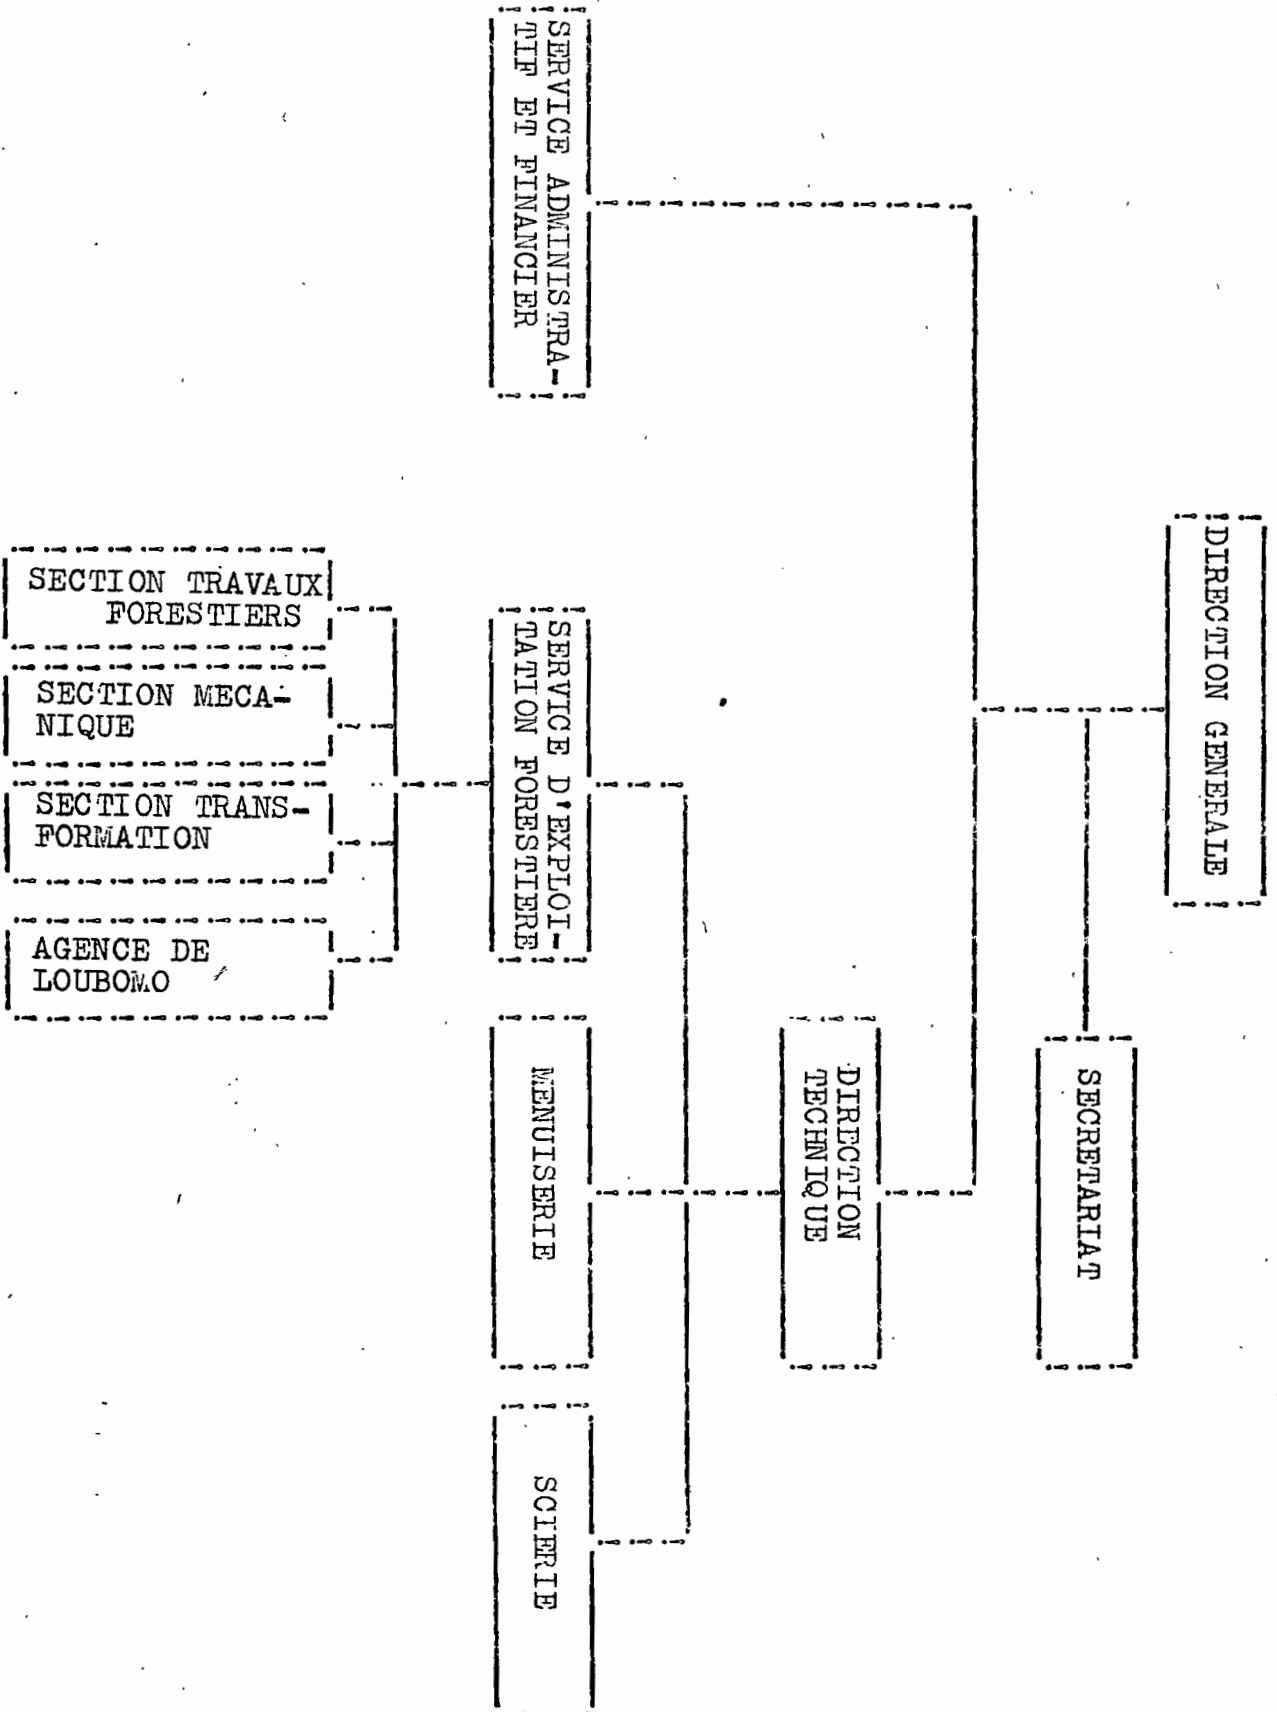 DIRECTION GENERALE
SECRETARIAT
DIRECTION
TECHNIQUE
SERVICE ADMINISTRA-
TIF ET FINANCIER
SERVICE D'EXPLOI-
TATION FORESTIERE
MENUISERIE
SCIERIE
SECTION TRAVAUX
FORESTIERS
SECTION MECA-
NIQUE
SECTION TRANS-
FORMATION
AGENCE DE
LOUBOMO